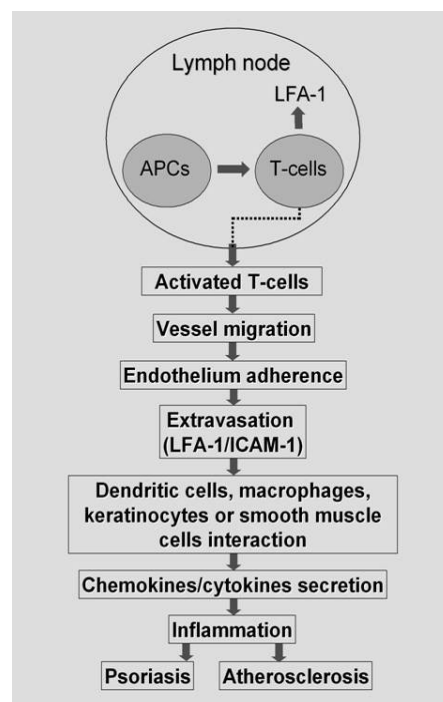 Lymph node
LFA-1
APCs
T-cells
Activated T-cells
Vessel migration
Endothelium adherence
Extravasation
(LFA-1/ICAM-1)
Dendritic cells, macrophages,
keratinocytes or smooth muscle
cells interaction
Chemokines/cytokines secretion
Inflammation
Psoriasis
Atherosclerosis